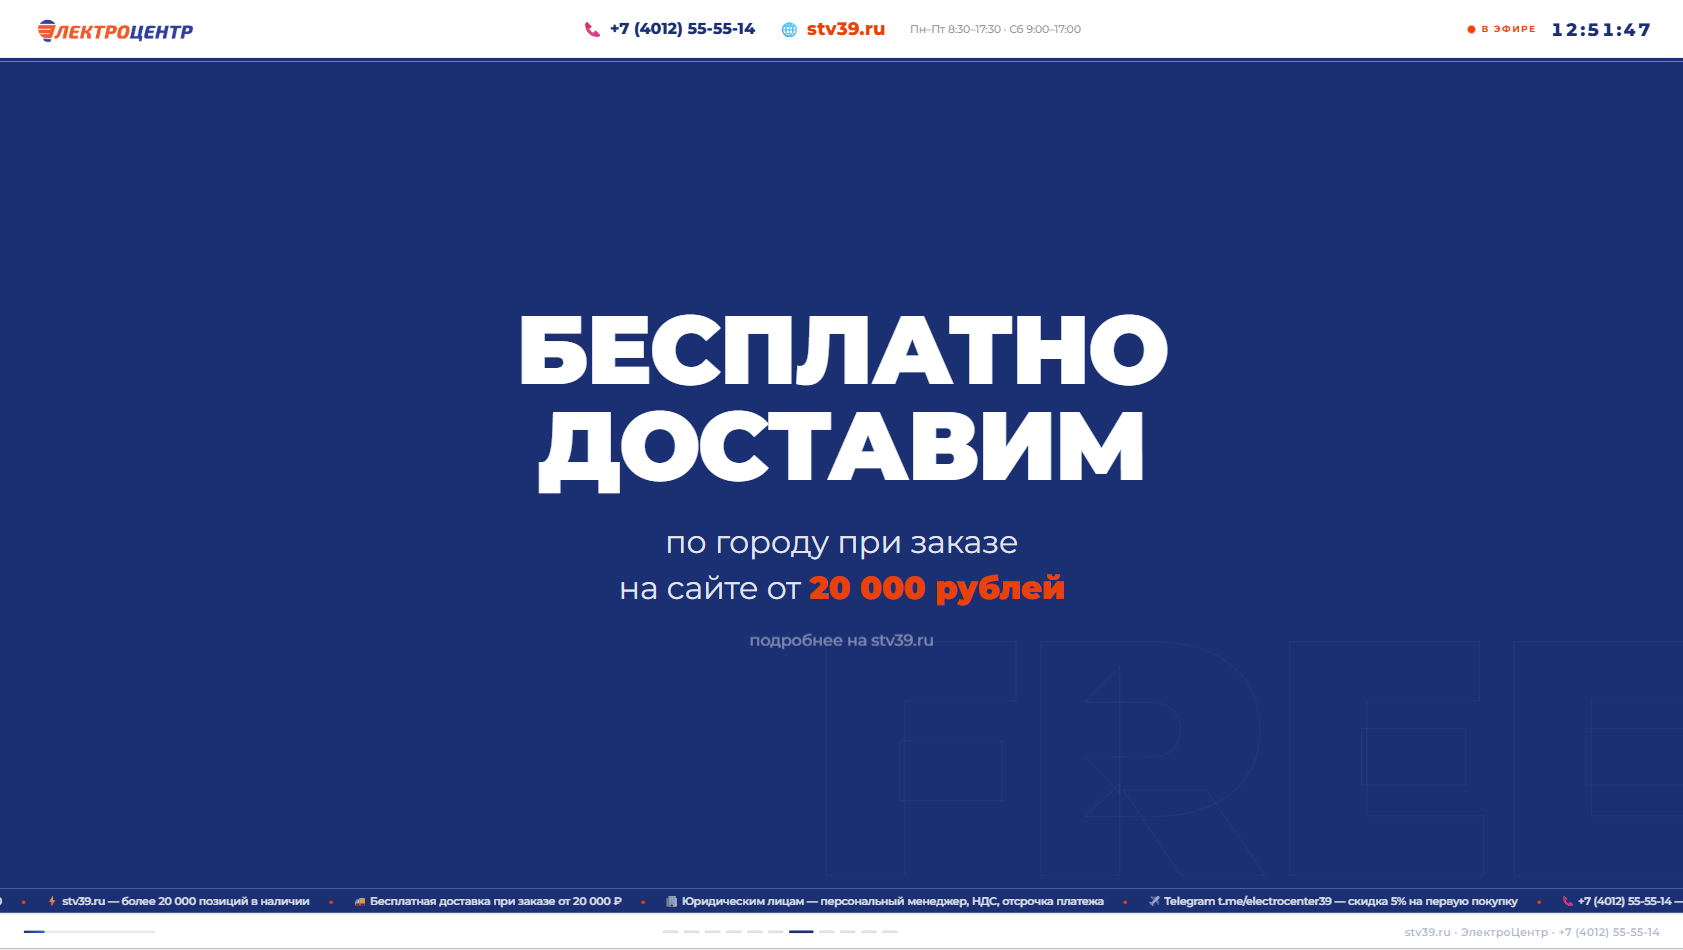 ЭЛЕКТРОЦЕНТР
+7 (4012) 55-55-14
stv39.ru
Пн–Пт 8:30–17:30 · Сб 9:00–17:00
В ЭФИРЕ
12:51:47
БЕСПЛАТНО
ДОСТАВИМ
по городу при заказе
на сайте от 20 000 рублей
подробнее на stv39.ru
FREE
stv39.ru — более 20 000 позиций в наличии • Бесплатная доставка при заказе от 20 000 ₽ • Юридическим лицам — персональный менеджер, НДС, отсрочка платежа • Telegram t.me/electrocenter39 — скидка 5% на первую покупку • +7 (4012) 55-55-14 —
stv39.ru · ЭлектроЦентр · +7 (4012) 55-55-14